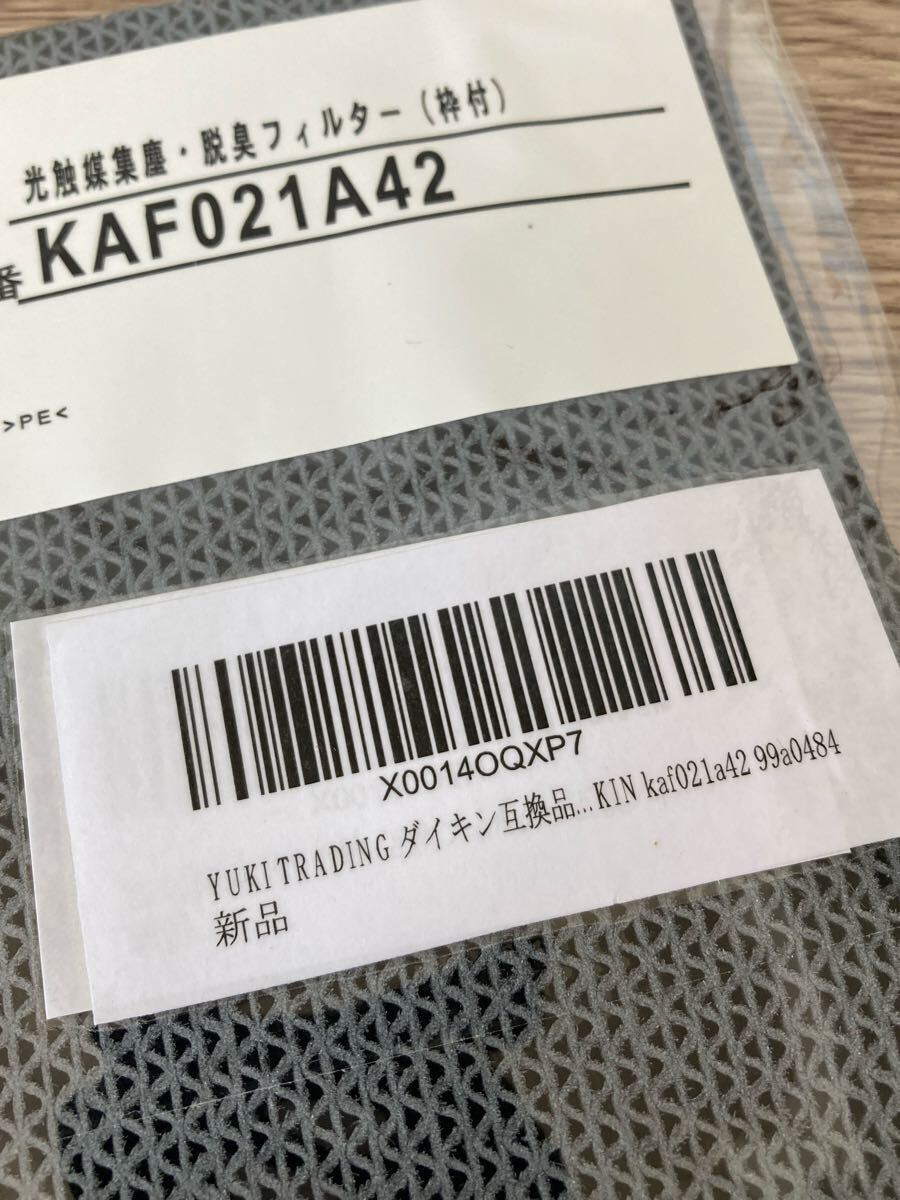 光触媒集塵・脱臭フィルター(枠付)
番 KAF021A42
>PE<
X0014OQXP7
YUKI TRADING ダイキン互換品...KIN kaf021a42 99a0484
新品